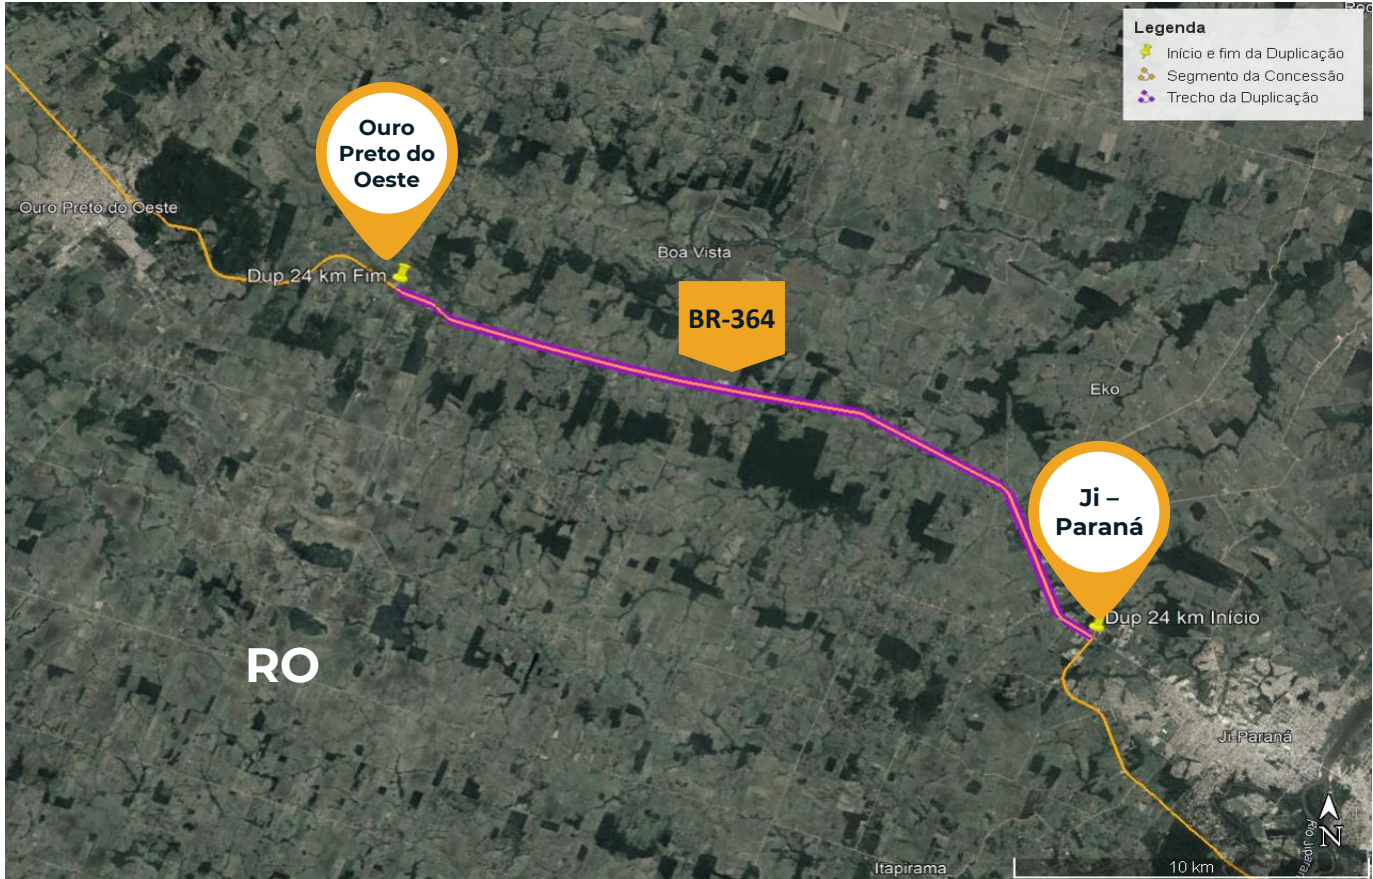 Legenda
Início e fim da Duplicação
Segmento da Concessão
Trecho da Duplicação
Ouro
Preto do
Oeste
Ouro Preto do Oeste
Boa Vista
Dup 24 km Fim
BR-364
Eko
Ji –
Paraná
Dup 24 km Início
RO
Ji-Paraná
N
Itapirama
10 km